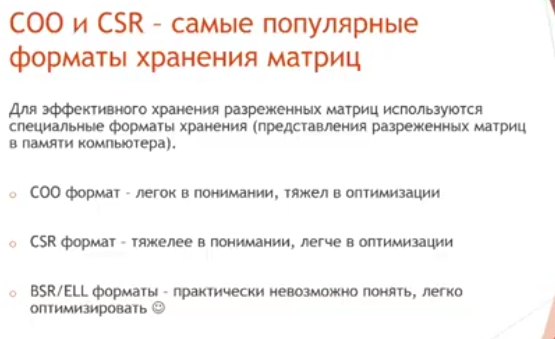 COO и CSR – самые популярные
форматы хранения матриц
Для эффективного хранения разреженных матриц используются
специальные форматы хранения (представления разреженных матриц
в памяти компьютера).
○ COO формат – легок в понимании, тяжел в оптимизации
○ CSR формат – тяжелее в понимании, легче в оптимизации
○ BSR/ELL форматы – практически невозможно понять, легко
оптимизировать ☺